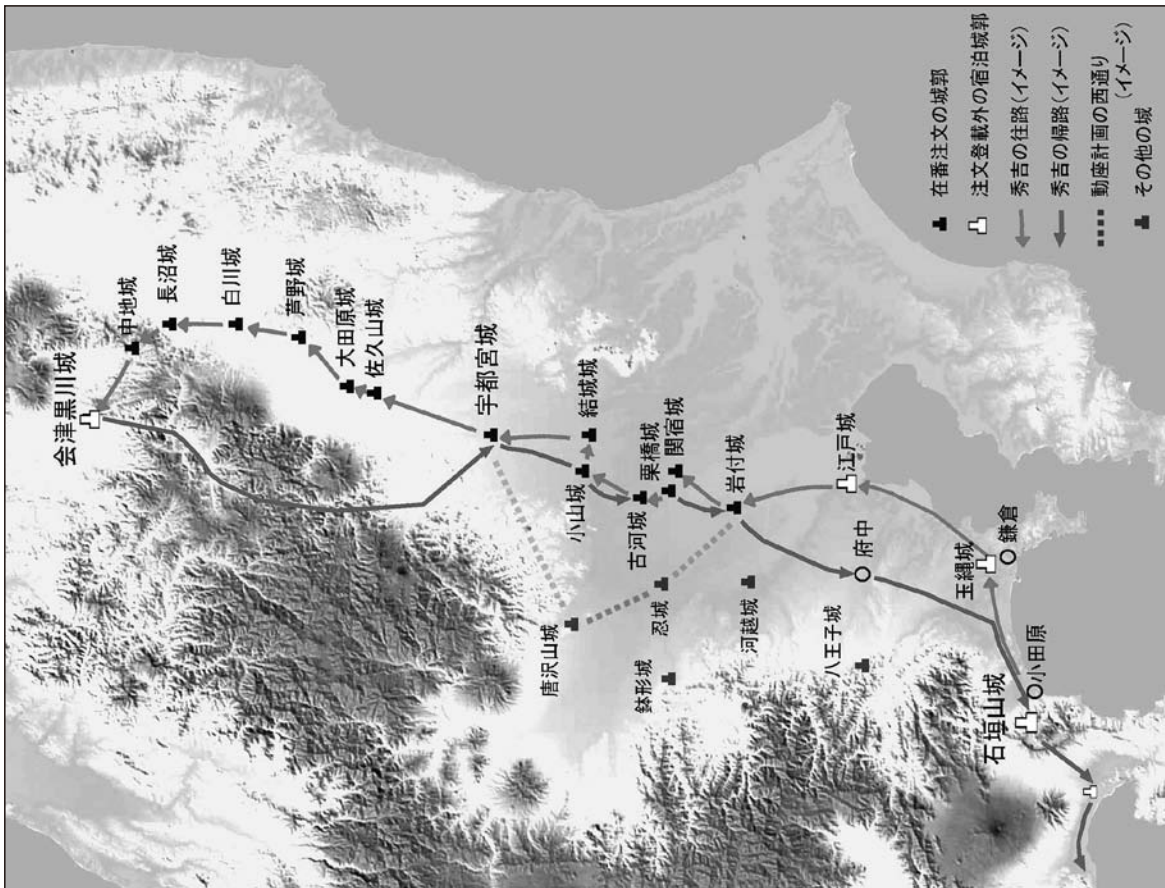 会津黒川城
中地城
長沼城
白川城
芦野城
大田原城
佐久山城
宇都宮城
結城城
小山城
栗橋城
関宿城
古河城
岩付城
唐沢山城
忍城
鉢形城
河越城
江戸城
府中
八王子城
玉縄城
鎌倉
小田原
石垣山城
在番注文の城郭
注文登載外の宿泊城郭
秀吉の往路(イメージ)
秀吉の帰路(イメージ)
動座計画の西通り
(イメージ)
その他の城